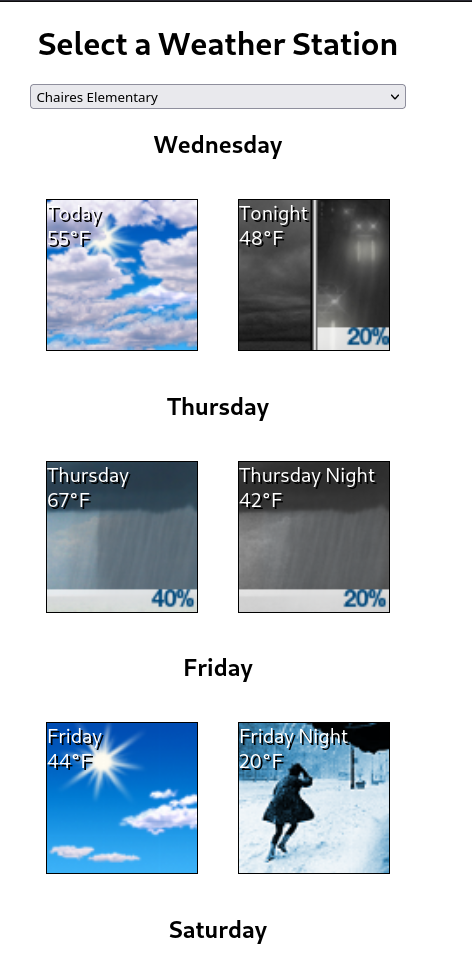 Select a Weather Station
Chaires Elementary
Wednesday
Today
55°F
Tonight
48°F
20%
Thursday
Thursday
67°F
40%
Thursday Night
42°F
20%
Friday
Friday
44°F
Friday Night
20°F
Saturday